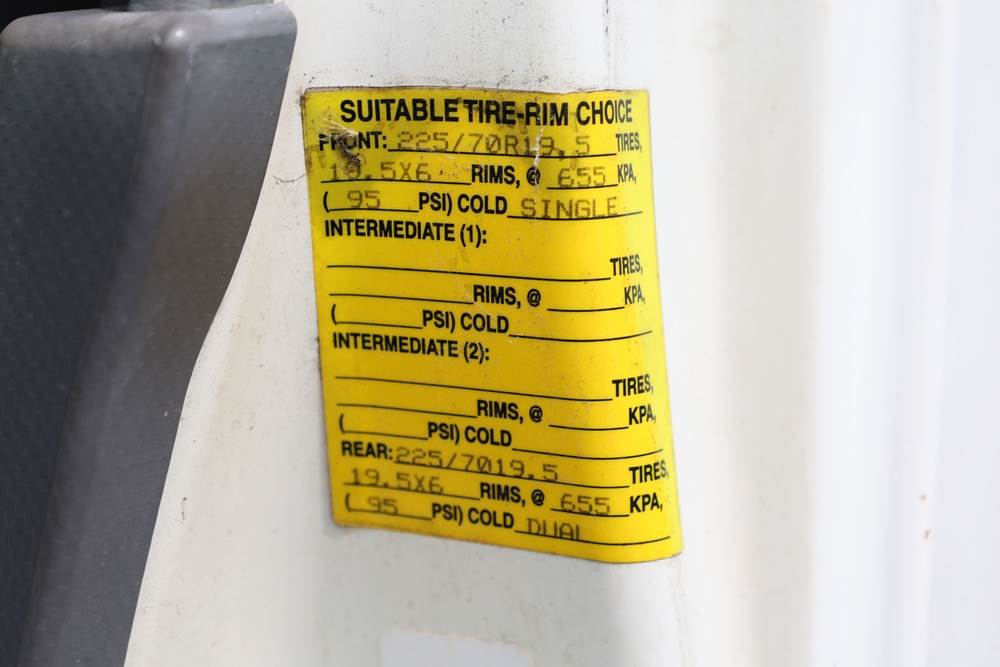 SUITABLE TIRE-RIM CHOICE
FRONT: 225/70R19.5 TIRES,
19.5X6 RIMS, @ 655 KPA,
( 95 PSI) COLD SINGLE
INTERMEDIATE (1):
TIRES,
RIMS, @ KPA,
( PSI) COLD
INTERMEDIATE (2):
TIRES,
RIMS, @ KPA,
( PSI) COLD
REAR: 225/7019.5 TIRES,
19.5X6 RIMS, @ 655 KPA,
( 95 PSI) COLD DUAL